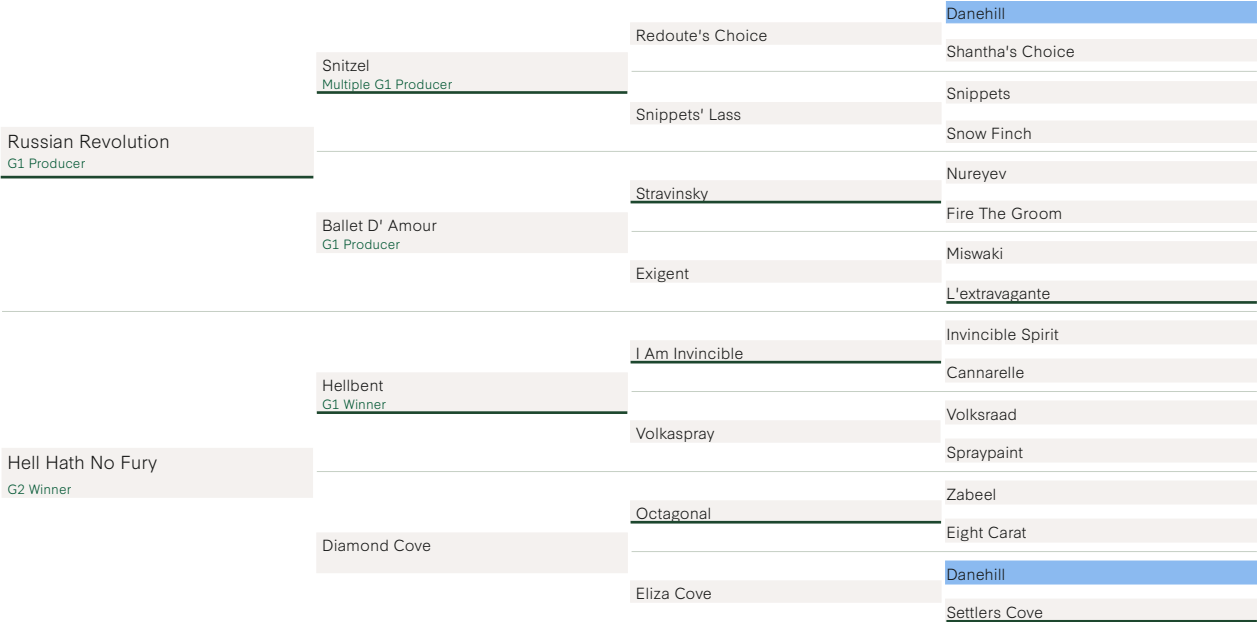 Russian Revolution
G1 Producer
Hell Hath No Fury
G2 Winner
Snitzel
Multiple G1 Producer
Ballet D' Amour
G1 Producer
Hellbent
G1 Winner
Diamond Cove
Redoute's Choice
Snippets' Lass
Stravinsky
Exigent
I Am Invincible
Volkaspray
Octagonal
Eliza Cove
Danehill
Shantha's Choice
Snippets
Snow Finch
Nureyev
Fire The Groom
Miswaki
L'extravagante
Invincible Spirit
Cannarelle
Volksraad
Spraypaint
Zabeel
Eight Carat
Danehill
Settlers Cove